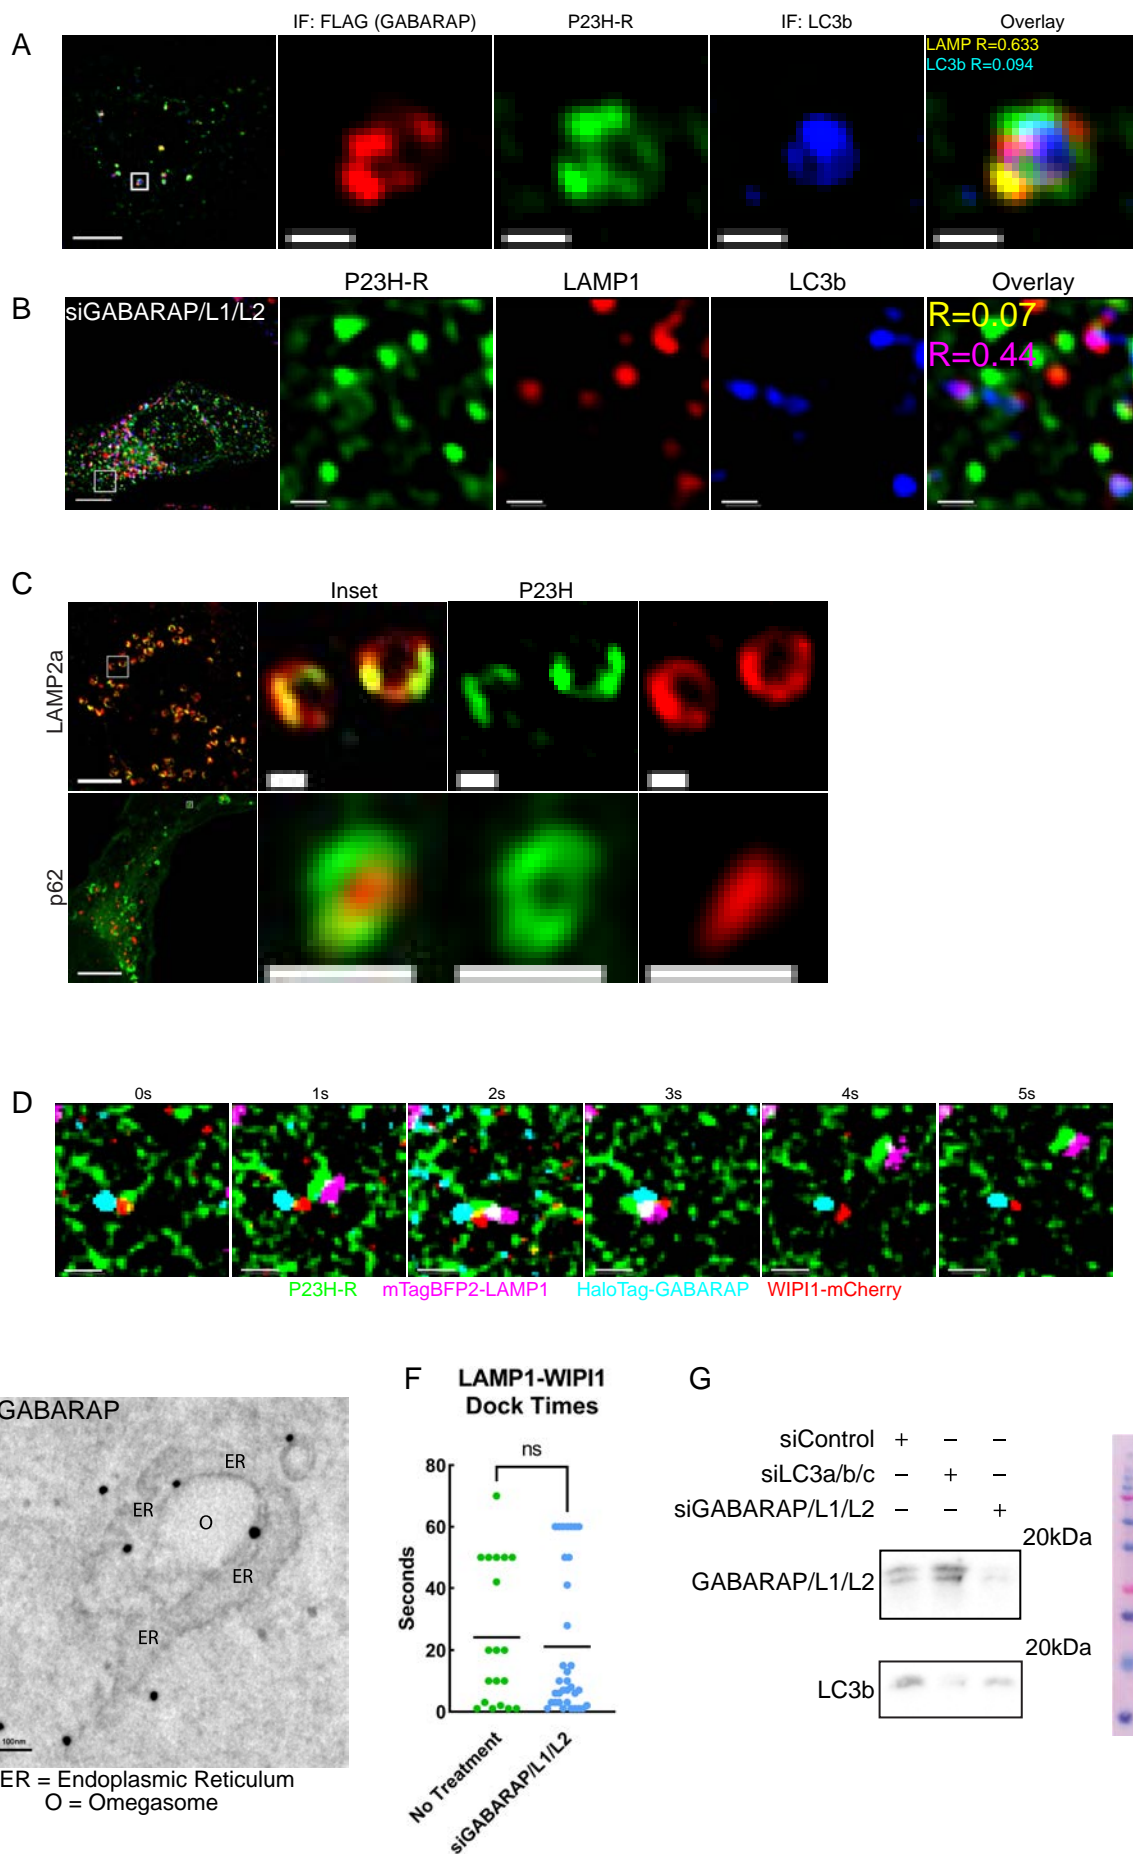 A
IF: FLAG (GABARAP)
P23H-R
IF: LC3b
Overlay
LAMP R=0.633
LC3b R=0.094
B
siGABARAP/L1/L2
P23H-R
LAMP1
LC3b
Overlay
R=0.07
R=0.44
C
Inset
P23H
LAMP2a
p62
D
0s
1s
2s
3s
4s
5s
P23H-R
mTagBFP2-LAMP1
HaloTag-GABARAP
WIPI1-mCherry
GABARAP
ER
ER
O
ER
ER
100nm
ER = Endoplasmic Reticulum
O = Omegasome
F
LAMP1-WIPI1
Dock Times
ns
80
60
40
20
0
Seconds
No Treatment
siGABARAP/L1/L2
G
siControl + – –
siLC3a/b/c – + –
siGABARAP/L1/L2 – – +
20kDa
GABARAP/L1/L2
20kDa
LC3b